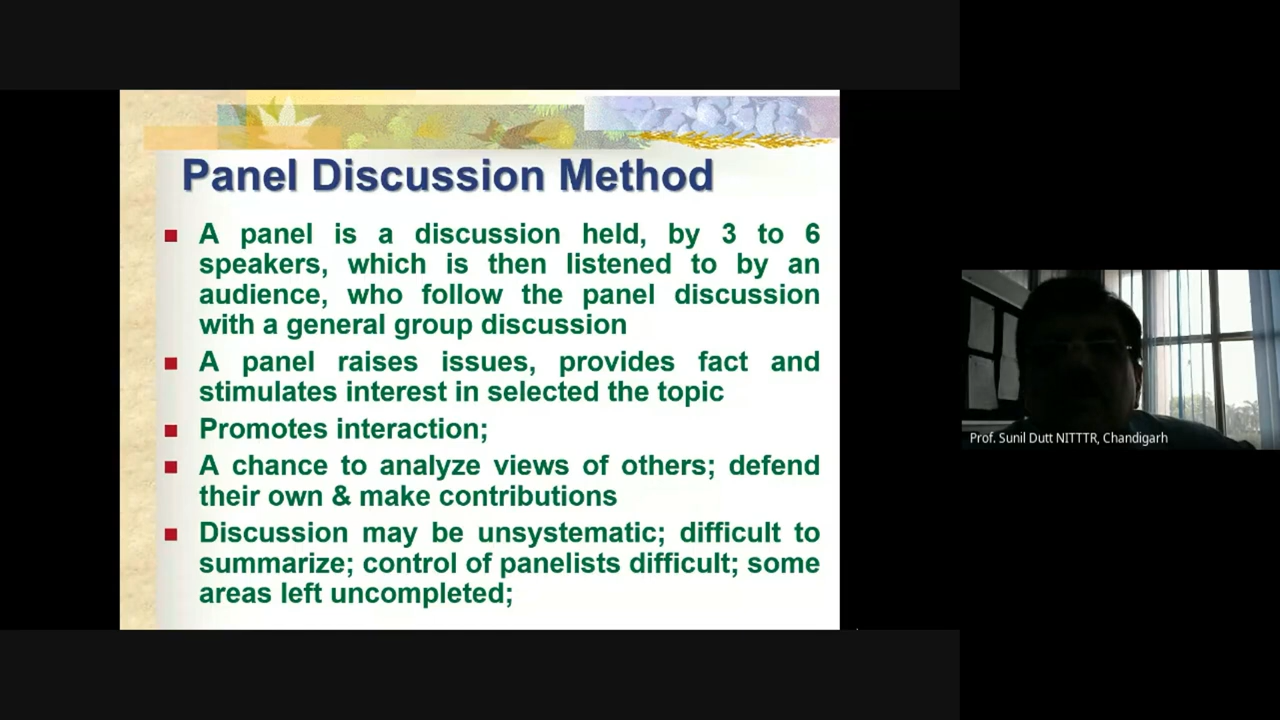 Panel Discussion Method
A panel is a discussion held, by 3 to 6
speakers, which is then listened to by an
audience, who follow the panel discussion
with a general group discussion
A panel raises issues, provides fact and
stimulates interest in selected the topic
Promotes interaction;
A chance to analyze views of others; defend
their own & make contributions
Discussion may be unsystematic; difficult to
summarize; control of panelists difficult; some
areas left uncompleted;
Prof. Sunil Dutt NITTTR, Chandigarh